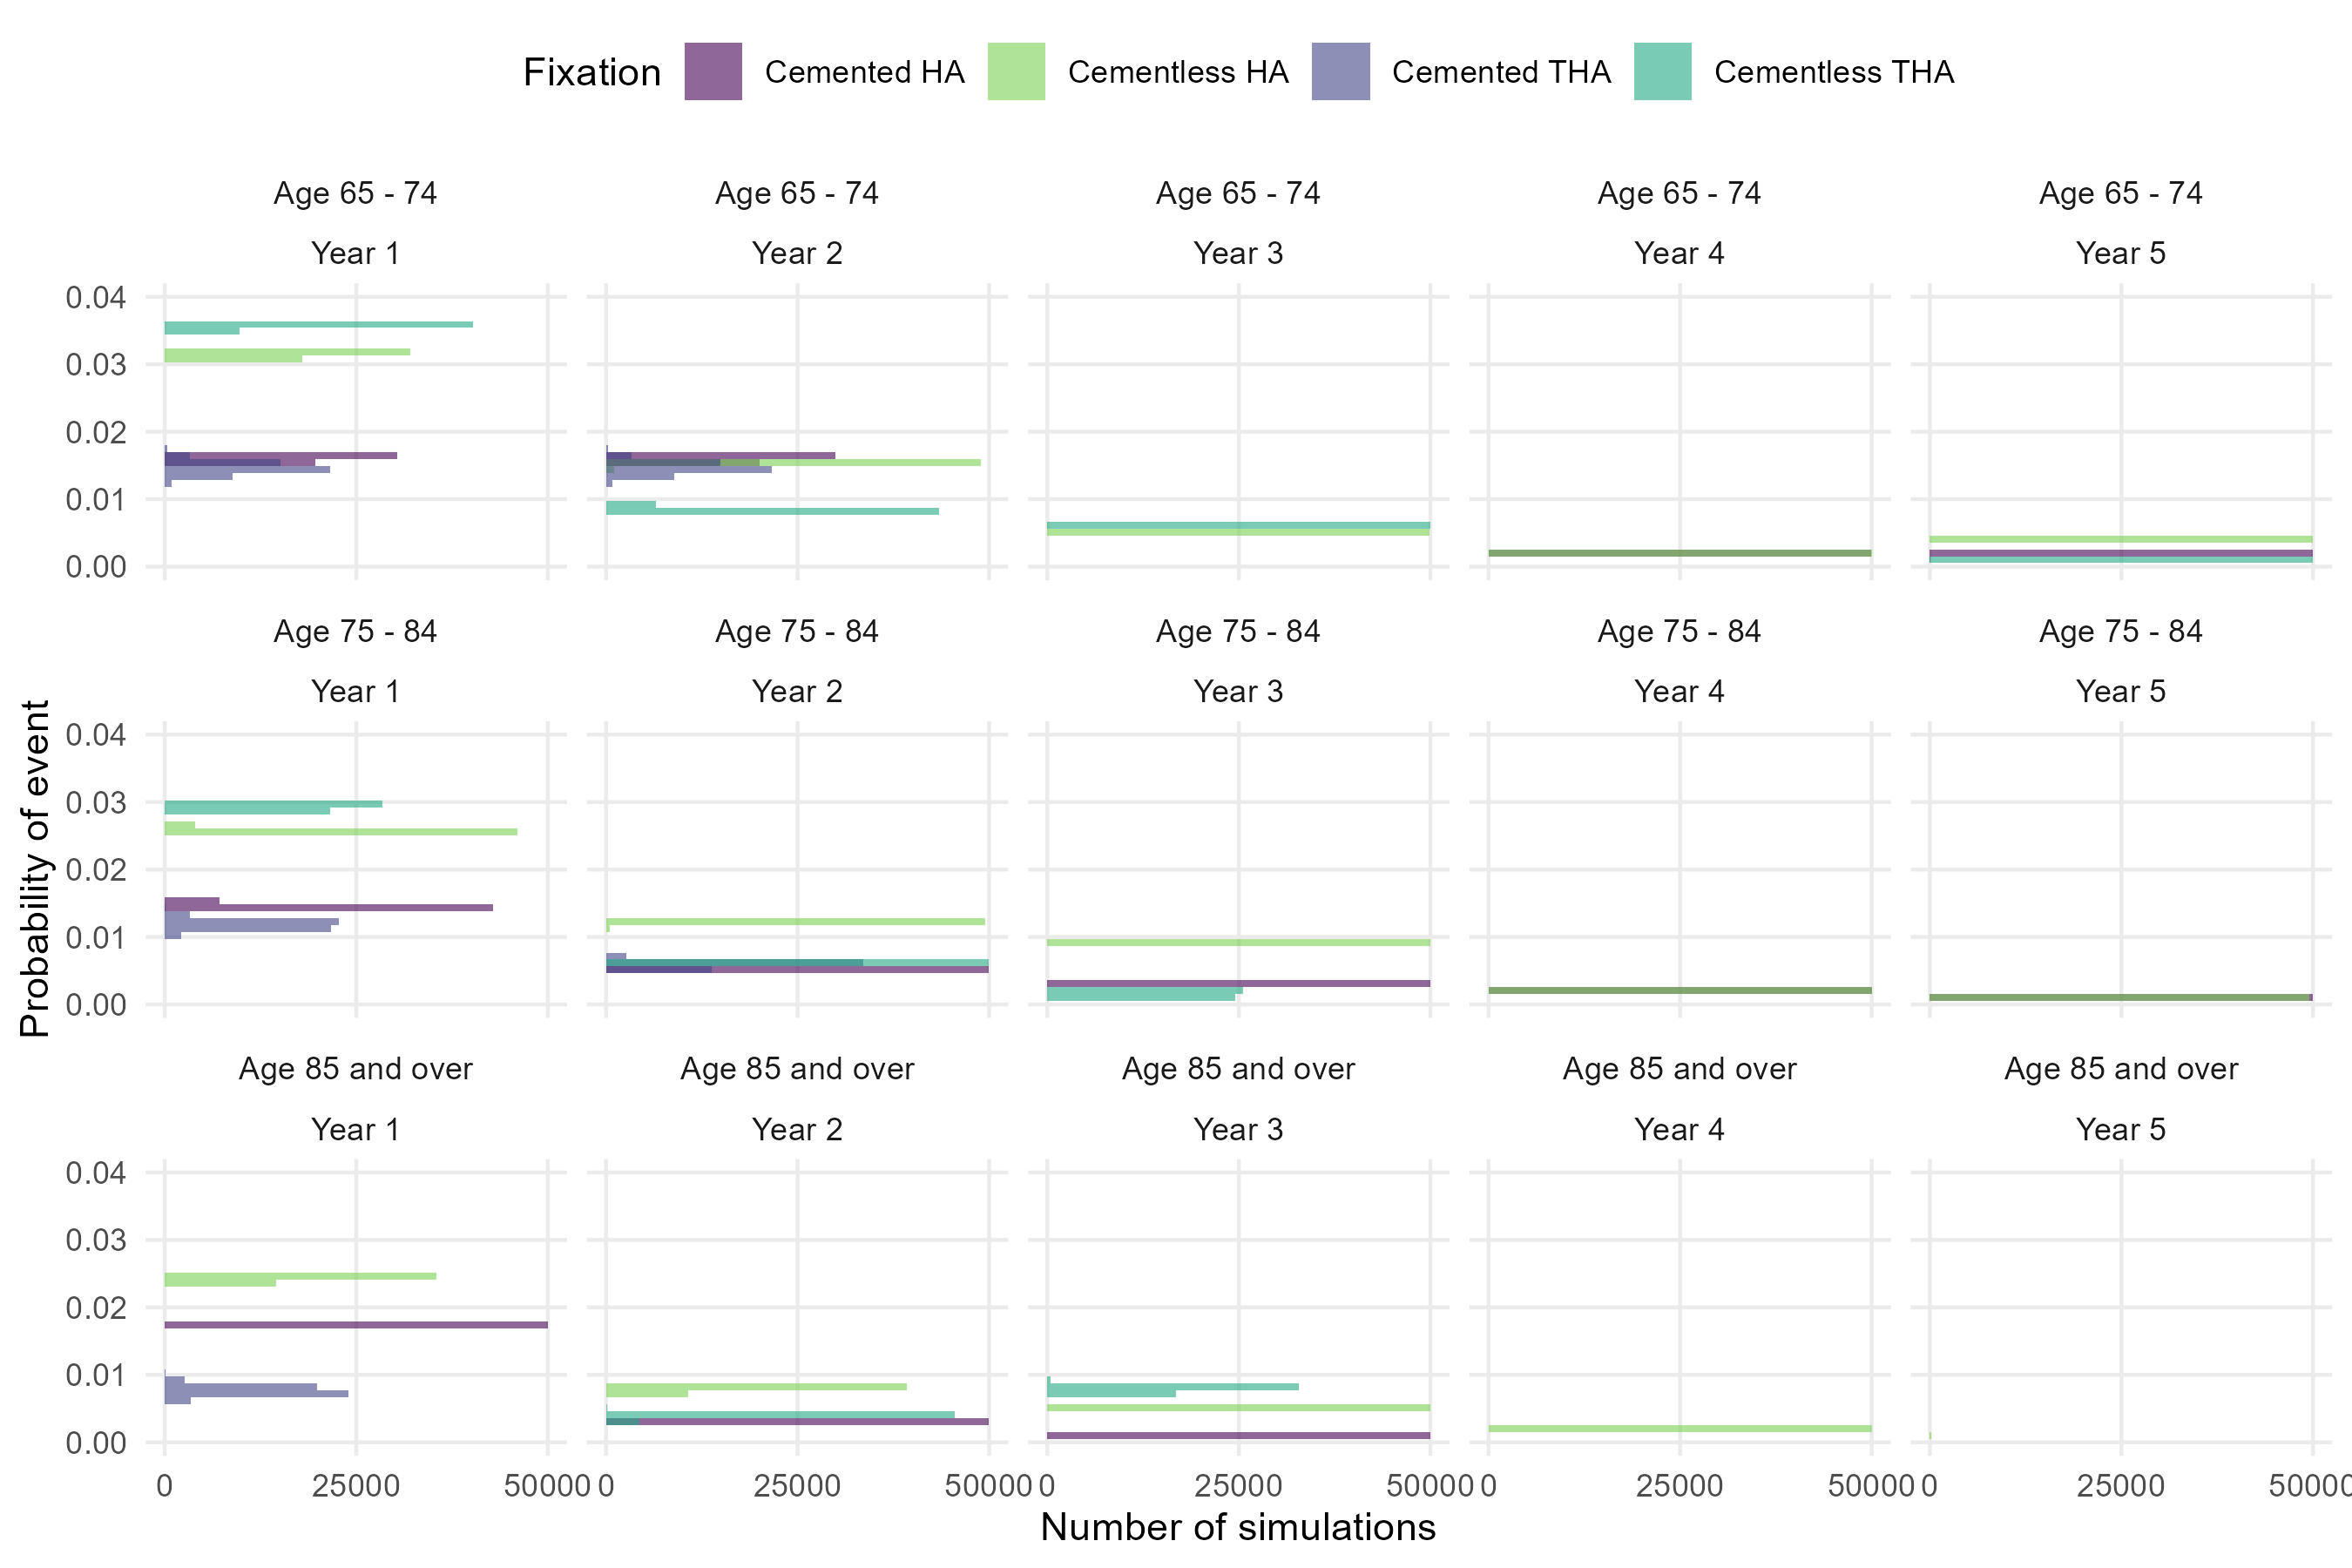 Fixation Cemented HA Cementless HA Cemented THA Cementless THA
Age 65 - 74 Age 65 - 74 Age 65 - 74 Age 65 - 74 Age 65 - 74
Year 1 Year 2 Year 3 Year 4 Year 5
0.04
0.03
0.02
0.01
0.00
Age 75 - 84 Age 75 - 84 Age 75 - 84 Age 75 - 84 Age 75 - 84
Year 1 Year 2 Year 3 Year 4 Year 5
0.04
0.03
0.02
0.01
0.00
Probability of event
Age 85 and over Age 85 and over Age 85 and over Age 85 and over Age 85 and over
Year 1 Year 2 Year 3 Year 4 Year 5
0.04
0.03
0.02
0.01
0.00
0 25000 50000 0 25000 50000 0 25000 50000 0 25000 50000 0 25000 50000
Number of simulations